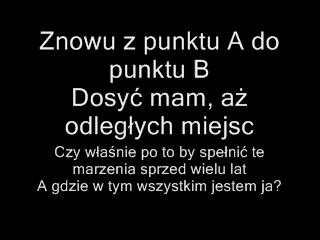 Znowu z punktu A do
punktu B
Dosyć mam, aż
odległych miejsc
Czy właśnie po to by spełnić te
marzenia sprzed wielu lat
A gdzie w tym wszystkim jestem ja?